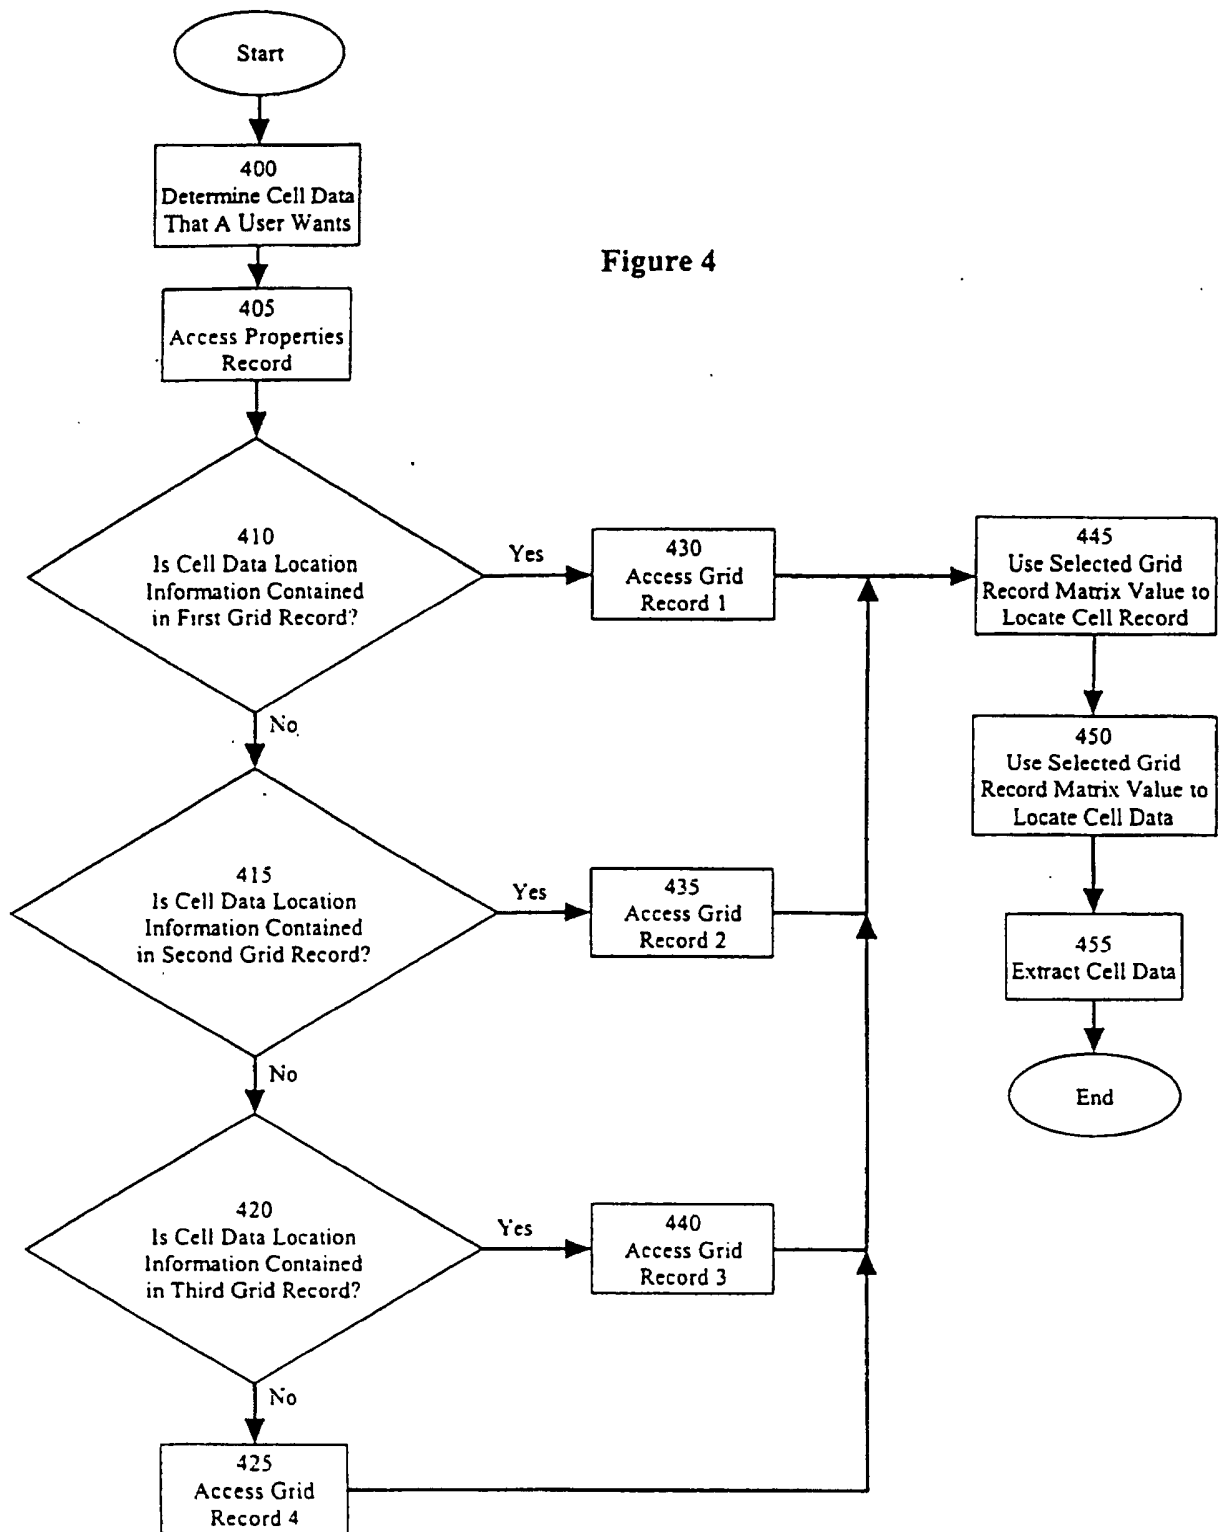 Start
400
Determine Cell Data
That A User Wants
Figure 4
405
Access Properties
Record
410
Is Cell Data Location
Information Contained
in First Grid Record?
Yes
430
Access Grid
Record 1
445
Use Selected Grid
Record Matrix Value to
Locate Cell Record
No
450
Use Selected Grid
Record Matrix Value to
Locate Cell Data
415
Is Cell Data Location
Information Contained
in Second Grid Record?
Yes
435
Access Grid
Record 2
455
Extract Cell Data
No
End
420
Is Cell Data Location
Information Contained
in Third Grid Record?
Yes
440
Access Grid
Record 3
No
425
Access Grid
Record 4